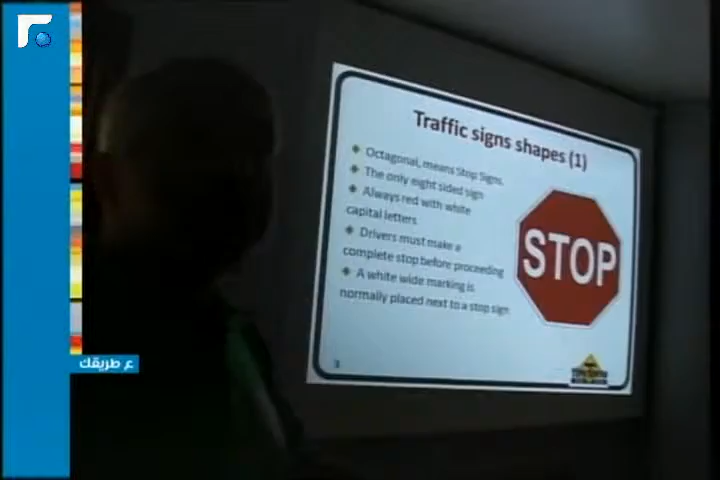 Traffic signs shapes (1)
Octagonal, means Stop Signs.
The only eight sided sign
Always red with white
capital letters
Drivers must make a
complete stop before proceeding
A white wide marking is
normally placed next to a stop sign.
STOP
3
ع طريقك